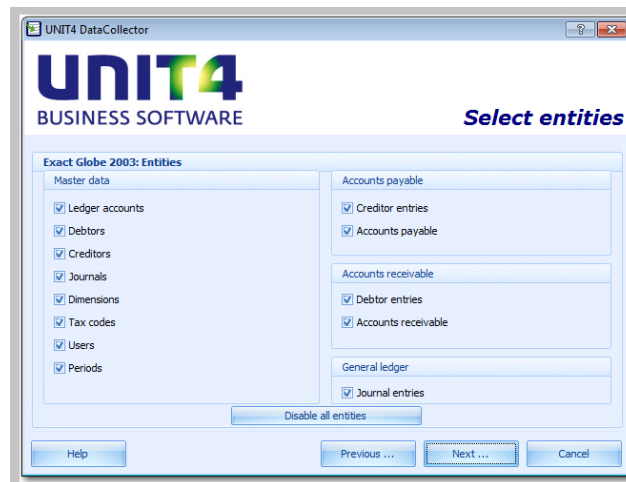 UNIT4 DataCollector
UNIT4
BUSINESS SOFTWARE
Select entities
Exact Globe 2003: Entities
Master data
Ledger accounts
Debtors
Creditors
Journals
Dimensions
Tax codes
Users
Periods
Accounts payable
Creditor entries
Accounts payable
Accounts receivable
Debtor entries
Accounts receivable
General ledger
Journal entries
Disable all entities
Help
Previous ...
Next ...
Cancel